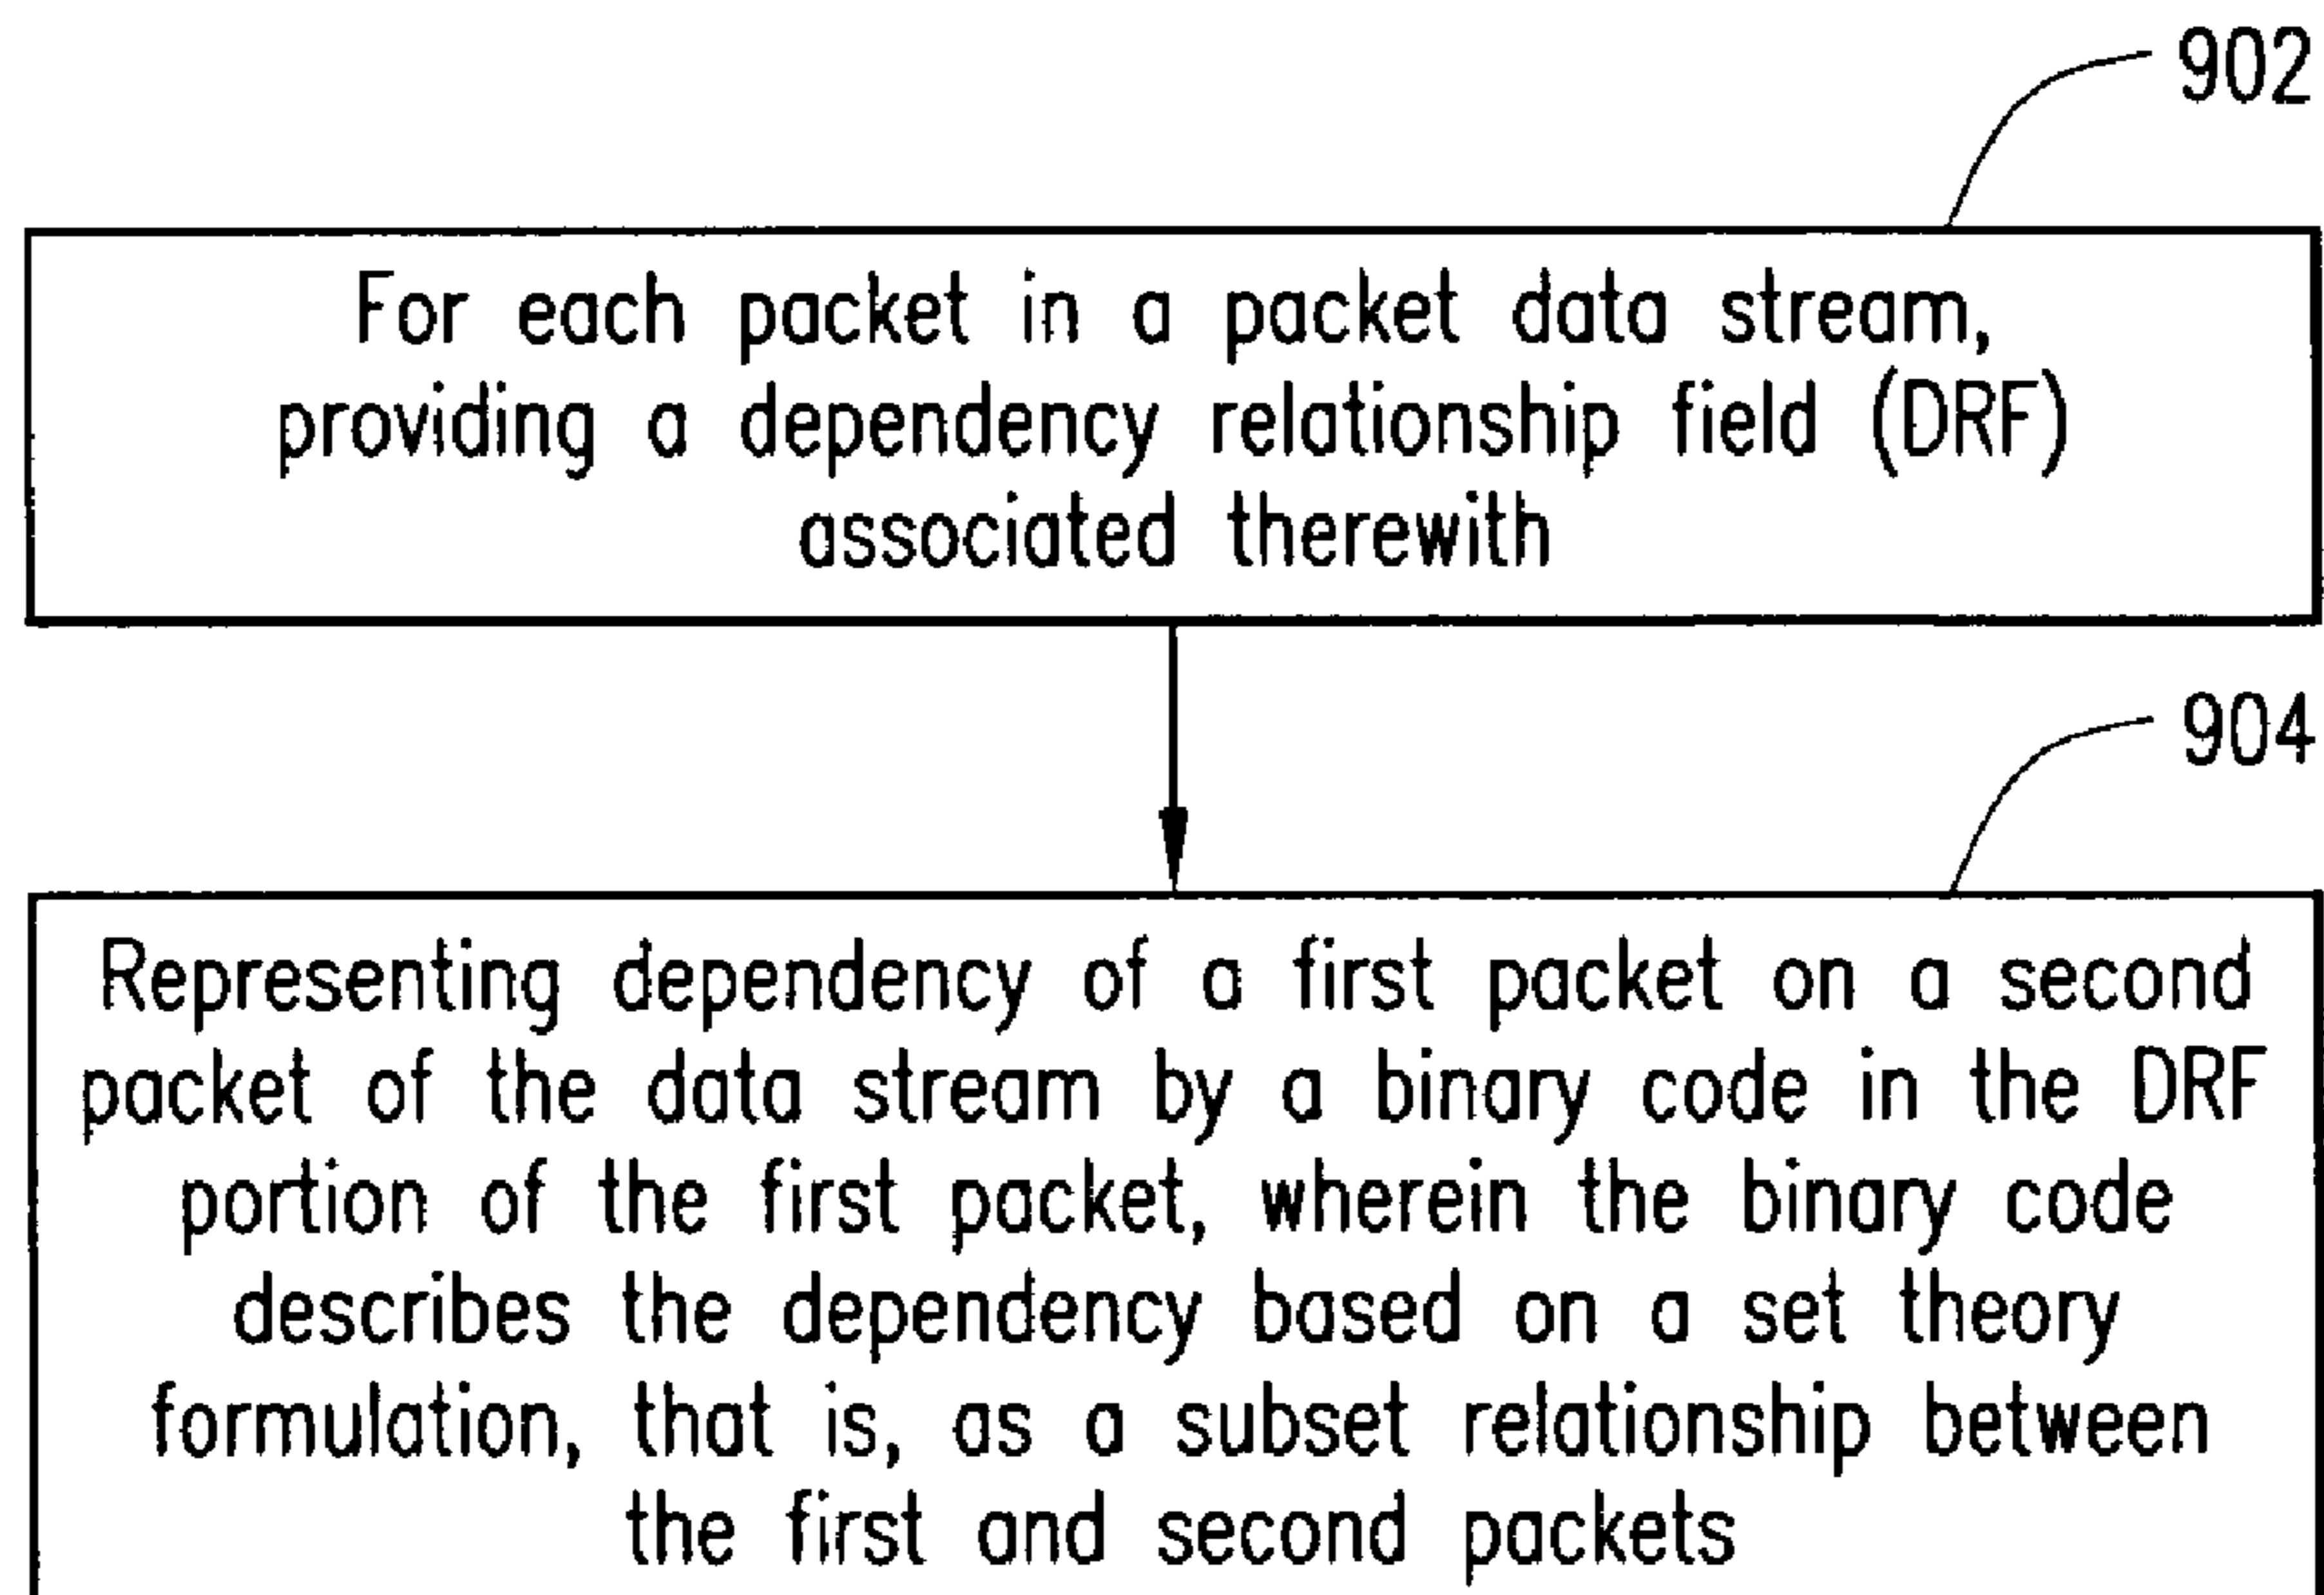 902
For each packet in a packet data stream,
providing a dependency relationship field (DRF)
associated therewith
904
Representing dependency of a first packet on a second
packet of the data stream by a binary code in the DRF
portion of the first packet, wherein the binary code
describes the dependency based on a set theory
formulation, that is, as a subset relationship between
the first and second packets